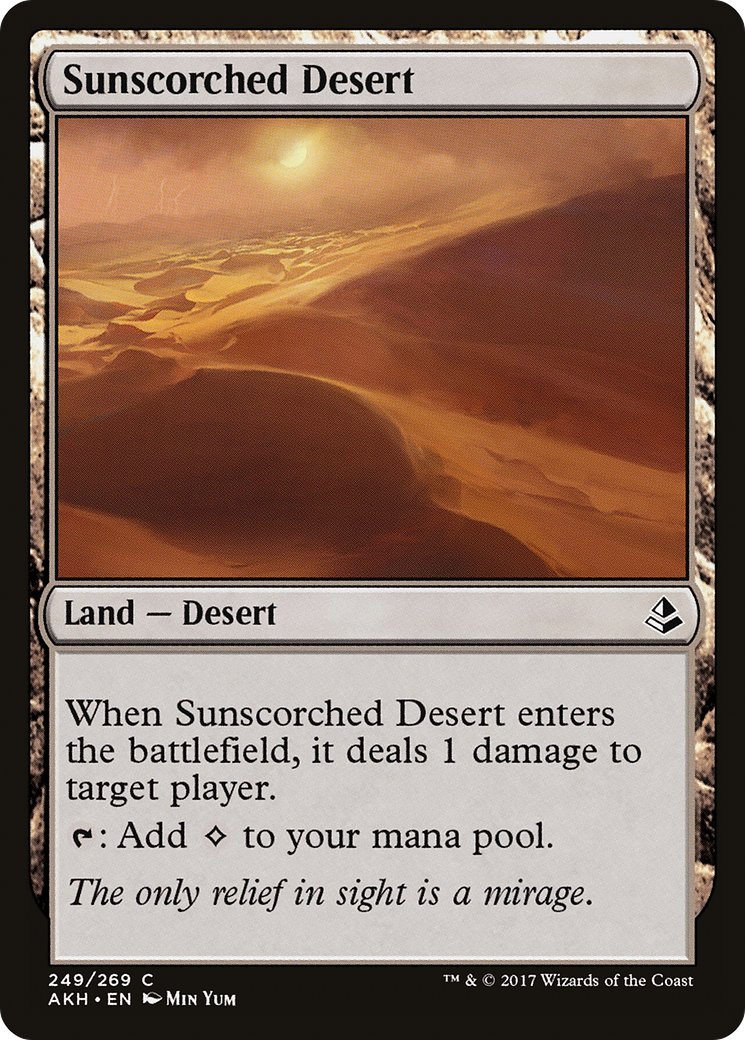 Sunscorched Desert
Land — Desert
When Sunscorched Desert enters
the battlefield, it deals 1 damage to
target player.
: Add to your mana pool.
The only relief in sight is a mirage.
249/269 C
™ & © 2017 Wizards of the Coast
AKH • EN Min Yum